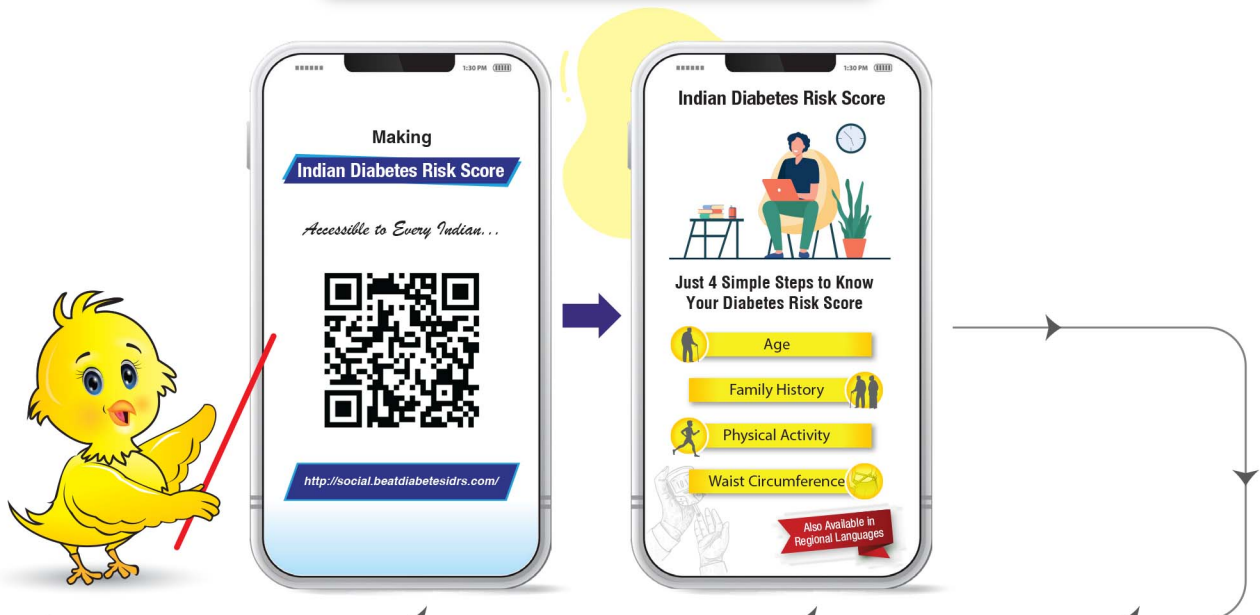 1:30 PM
Making
Indian Diabetes Risk Score
Accessible to Every Indian...
http://social.beatdiabetesidrs.com/
1:30 PM
Indian Diabetes Risk Score
Just 4 Simple Steps to Know
Your Diabetes Risk Score
Age
Family History
Physical Activity
Waist Circumference
Also Available in
Regional Languages